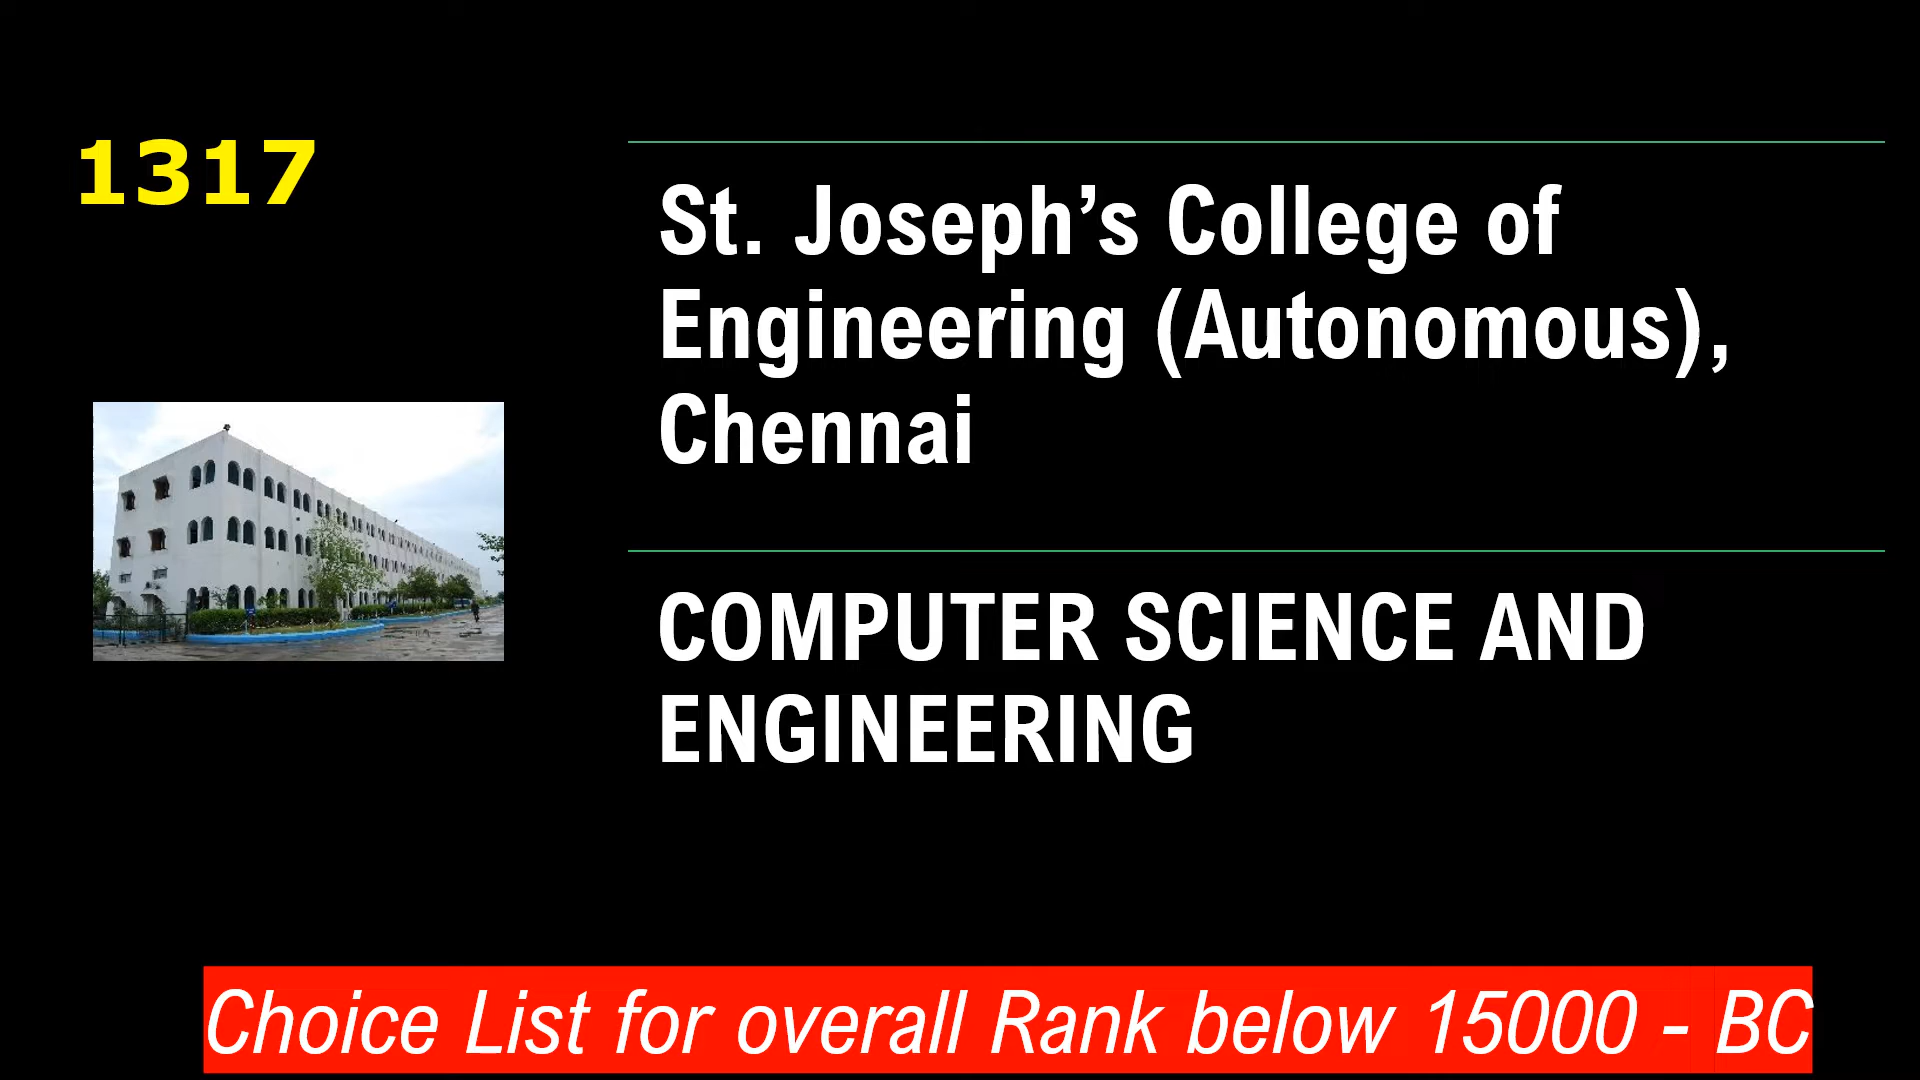 1317
St. Joseph’s College of
Engineering (Autonomous),
Chennai
COMPUTER SCIENCE AND
ENGINEERING
Choice List for overall Rank below 15000 - BC